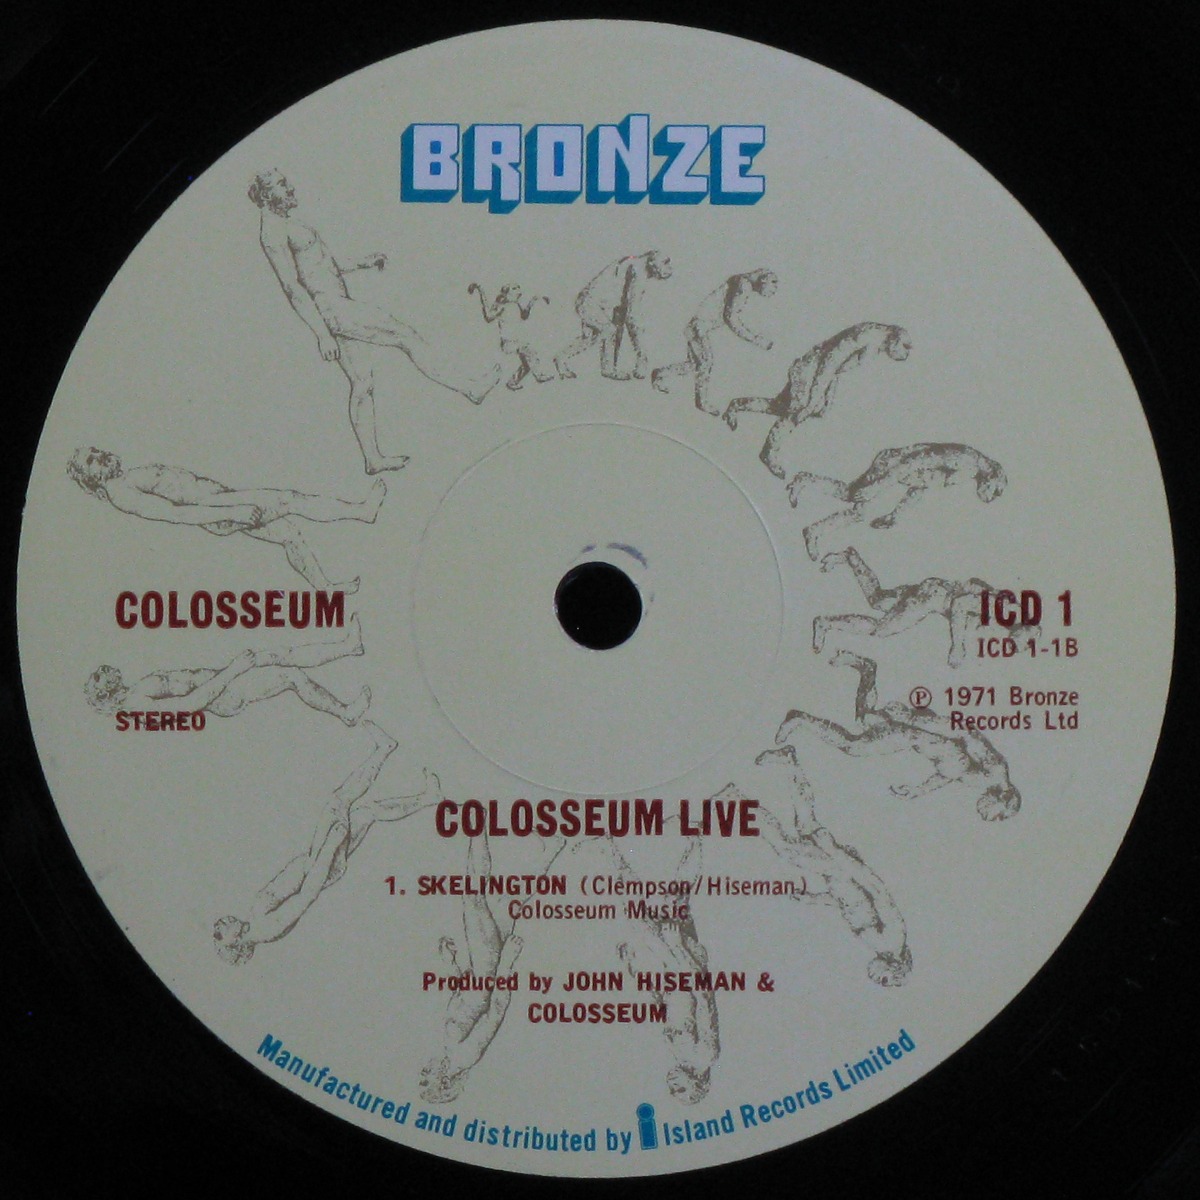 BRONZE
COLOSSEUM
ICD 1
ICD 1-1B
STEREO
℗ 1971 Bronze
Records Ltd
COLOSSEUM LIVE
1. SKELINGTON (Clempson/Hiseman)
Colosseum Music
Produced by JOHN HISEMAN &
COLOSSEUM
Manufactured and distributed by i Island Records Limited